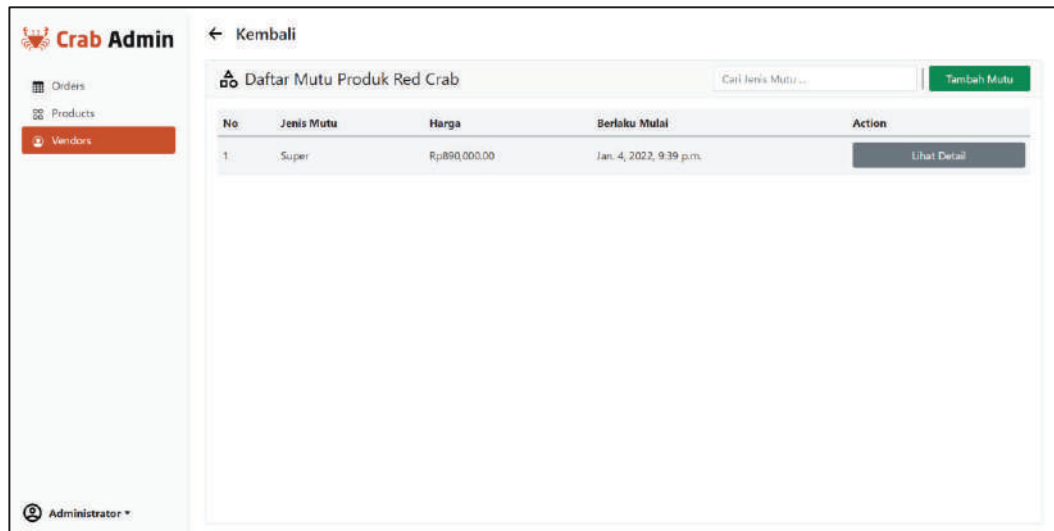 Crab Admin
Orders
Products
Vendors
Administrator
Kembali
Daftar Mutu Produk Red Crab
Cari Jenis Mutu ...
Tambah Mutu
No Jenis Mutu Harga Berlaku Mulai Action
1 Super Rp890,000.00 Jan. 4, 2022, 9:39 p.m. Lihat Detail